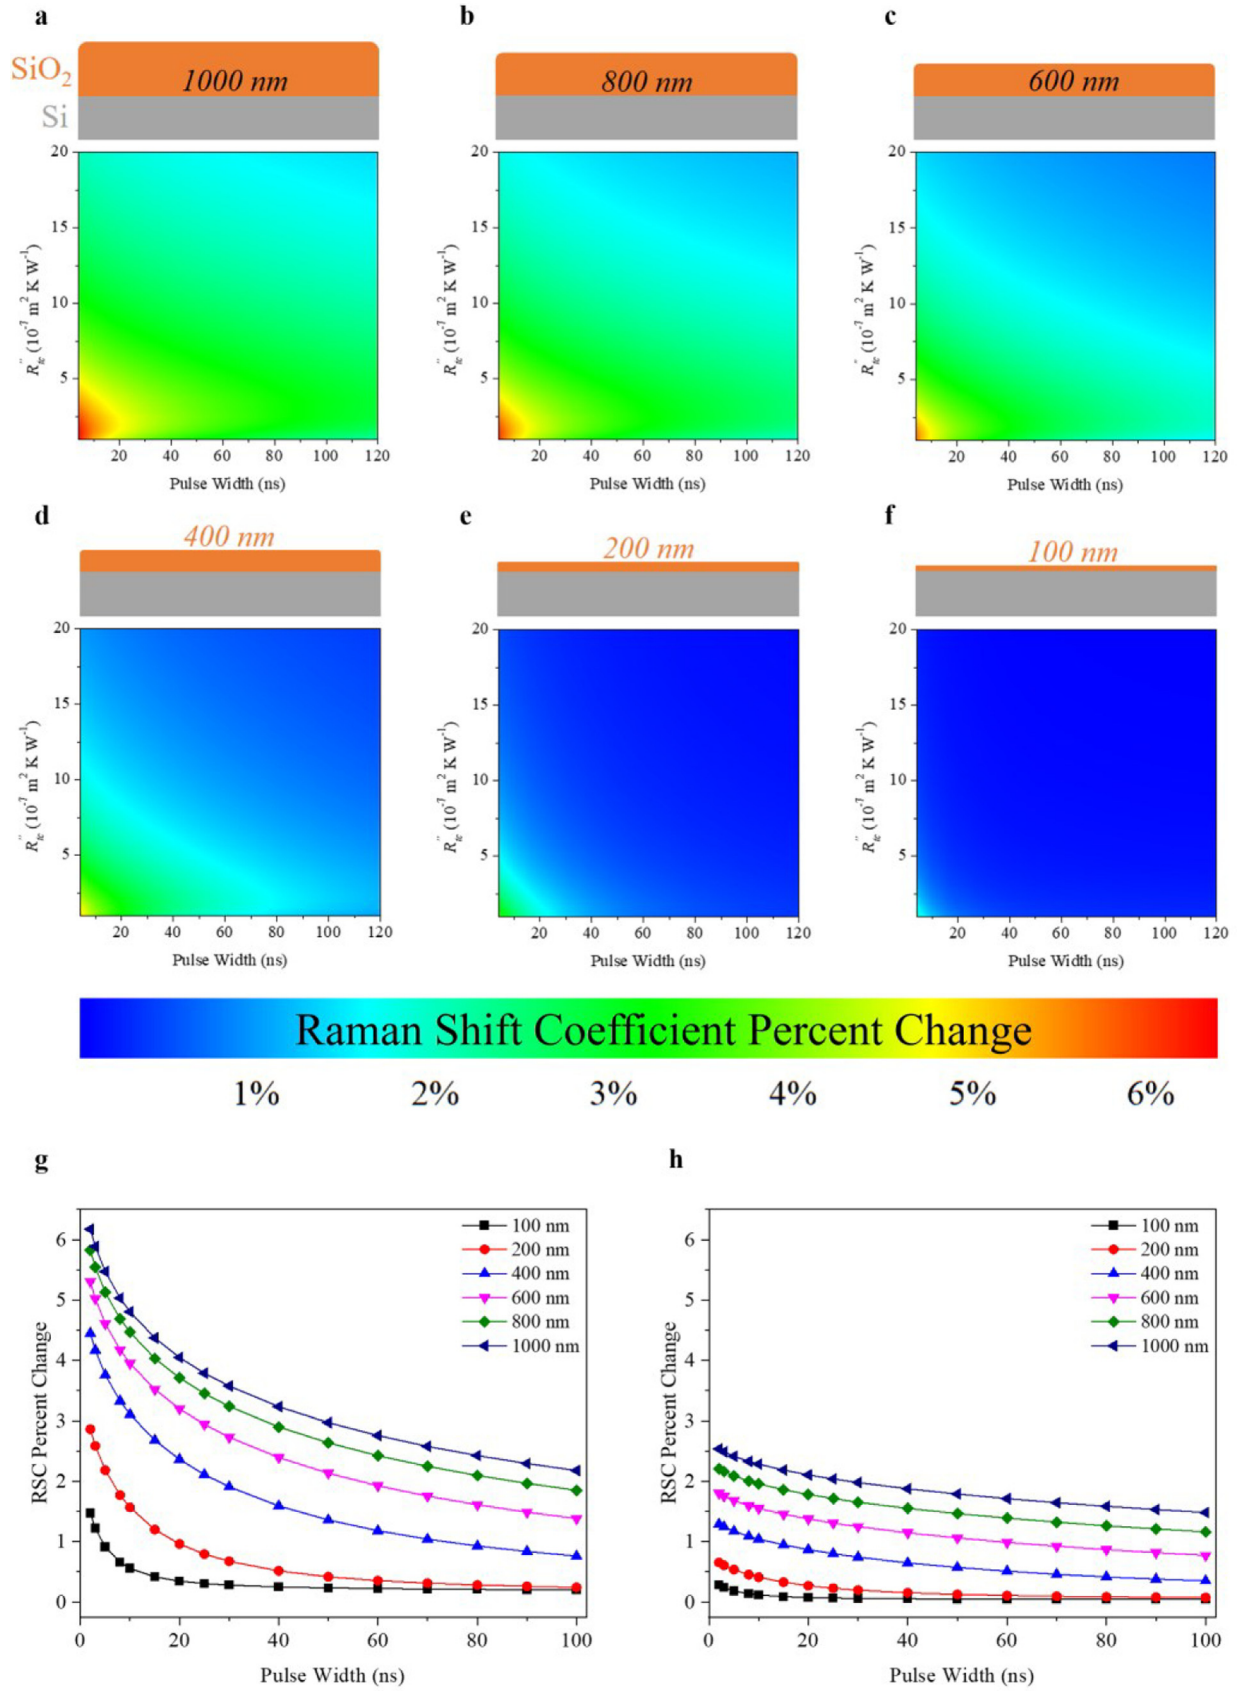 a b c
SiO2 1000 nm 800 nm 600 nm
Si
20 20 20
15 15 15
10 10 10
5 5 5
R''tc (10-7 m2 K W-1) R''tc (10-7 m2 K W-1) R''tc (10-7 m2 K W-1)
20 40 60 80 100 120 20 40 60 80 100 120 20 40 60 80 100 120
Pulse Width (ns) Pulse Width (ns) Pulse Width (ns)
d e f
400 nm 200 nm 100 nm
20 20 20
15 15 15
10 10 10
5 5 5
R''tc (10-7 m2 K W-1) R''tc (10-7 m2 K W-1) R''tc (10-7 m2 K W-1)
20 40 60 80 100 120 20 40 60 80 100 120 20 40 60 80 100 120
Pulse Width (ns) Pulse Width (ns) Pulse Width (ns)
Raman Shift Coefficient Percent Change
1% 2% 3% 4% 5% 6%
g
RSC Percent Change
6
5
4
3
2
1
0
100 nm
200 nm
400 nm
600 nm
800 nm
1000 nm
0 20 40 60 80 100
Pulse Width (ns)
h
RSC Percent Change
6
5
4
3
2
1
0
100 nm
200 nm
400 nm
600 nm
800 nm
1000 nm
0 20 40 60 80 100
Pulse Width (ns)